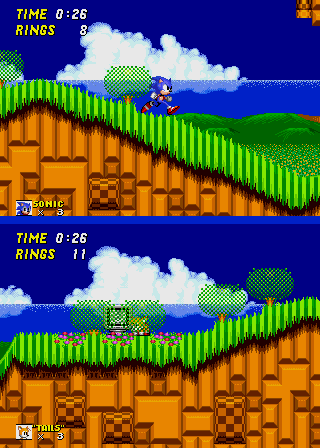 TIME 0:26
RINGS 8
SONIC
X 3
TIME 0:26
RINGS 11
"TAILS"
X 3